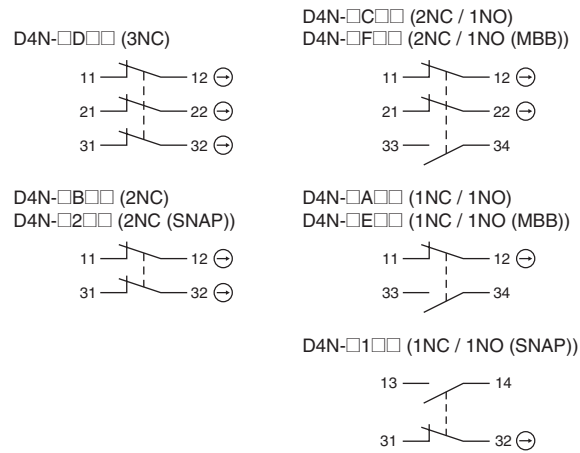 D4N-□D□□ (3NC)
11 12
21 22
31 32
D4N-□C□□ (2NC / 1NO)
D4N-□F□□ (2NC / 1NO (MBB))
11 12
21 22
33 34
D4N-□B□□ (2NC)
D4N-□2□□ (2NC (SNAP))
11 12
31 32
D4N-□A□□ (1NC / 1NO)
D4N-□E□□ (1NC / 1NO (MBB))
11 12
33 34
D4N-□1□□ (1NC / 1NO (SNAP))
13 14
31 32